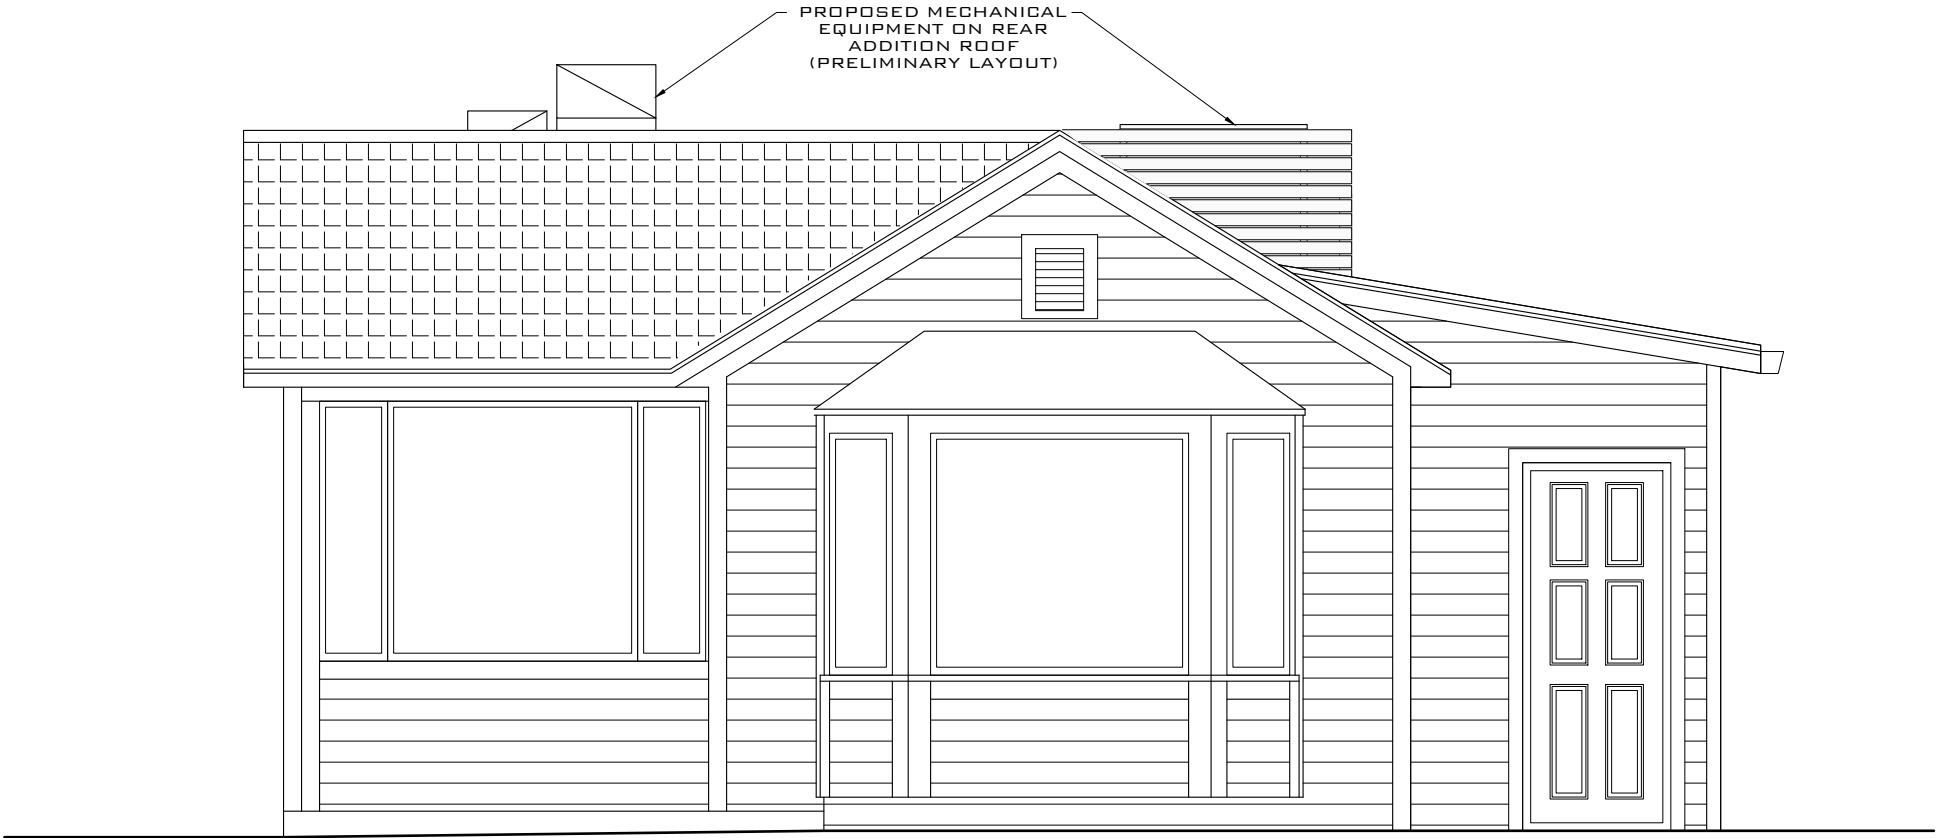 PROPOSED MECHANICAL
EQUIPMENT ON REAR
ADDITION ROOF
(PRELIMINARY LAYOUT)